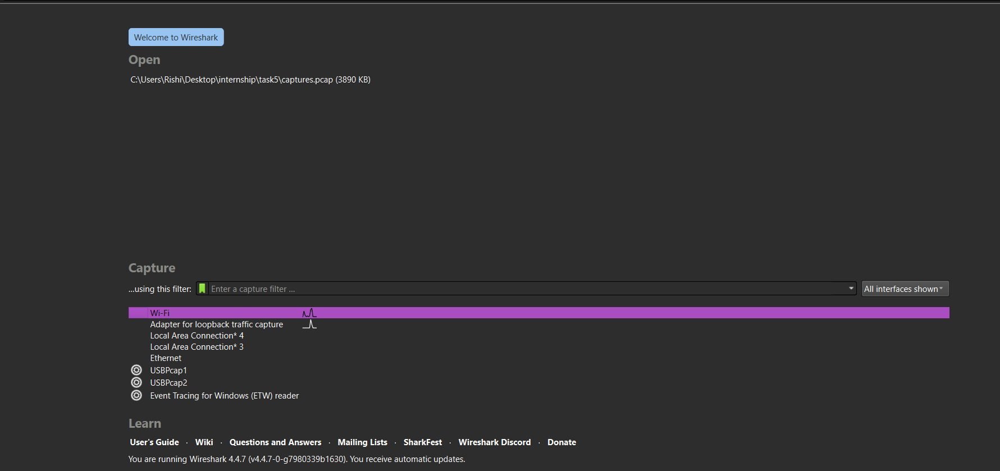 Welcome to Wireshark
Open
C:\Users\Rishi\Desktop\internship\task5\captures.pcap (3890 KB)
Capture
...using this filter: Enter a capture filter ... All interfaces shown
Wi-Fi
Adapter for loopback traffic capture
Local Area Connection* 4
Local Area Connection* 3
Ethernet
USBPcap1
USBPcap2
Event Tracing for Windows (ETW) reader
Learn
User's Guide · Wiki · Questions and Answers · Mailing Lists · SharkFest · Wireshark Discord · Donate
You are running Wireshark 4.4.7 (v4.4.7-0-g7980339b1630). You receive automatic updates.